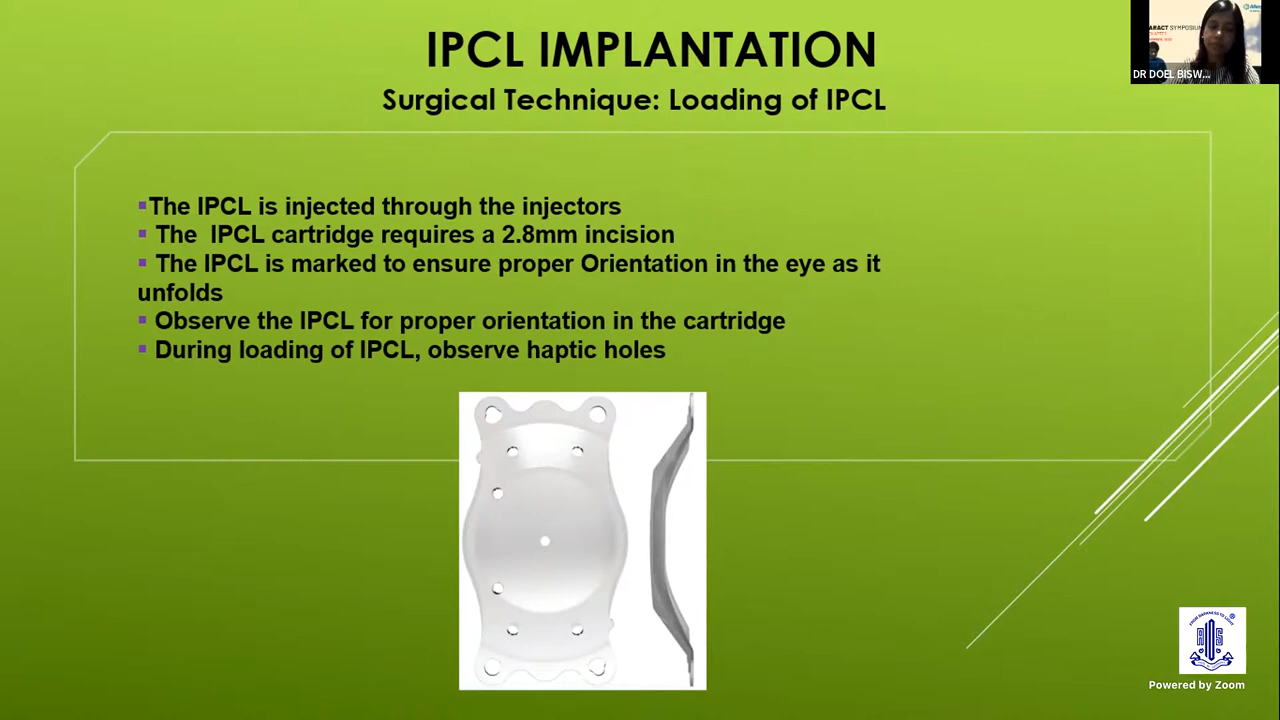 IPCL IMPLANTATION
Surgical Technique: Loading of IPCL
ARACT SYMPOSIUM
DR DOEL BISW...
▪The IPCL is injected through the injectors
▪ The IPCL cartridge requires a 2.8mm incision
▪ The IPCL is marked to ensure proper Orientation in the eye as it
unfolds
▪ Observe the IPCL for proper orientation in the cartridge
▪ During loading of IPCL, observe haptic holes
Powered by Zoom